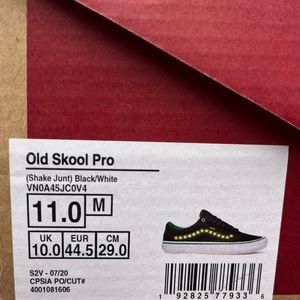 Old Skool Pro
(Shake Junt) Black/White
VN0A45JC0V4
11.0 M
UK EUR CM
10.0 44.5 29.0
S2V - 07/20
CPSIA PO/CUT#
4001081606
1 92825 77933 6